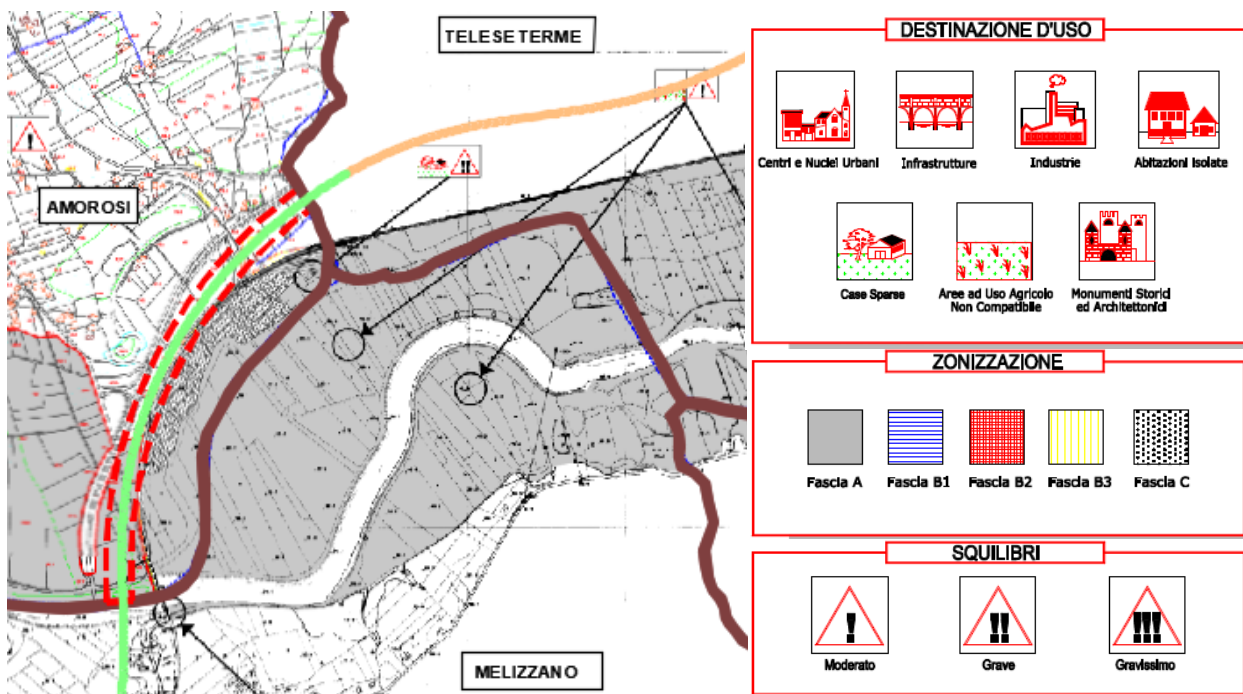 TELESE TERME
AMOROSI
MELIZZANO
DESTINAZIONE D'USO
Centri e Nuclei Urbani
Infrastrutture
Industrie
Abitazioni Isolate
Case Sparse
Aree ad Uso Agricolo
Non Compatibile
Monumenti Storici
ed Architettonici
ZONIZZAZIONE
Fascia A
Fascia B1
Fascia B2
Fascia B3
Fascia C
SQUILIBRI
!
!!
!!!
Moderato
Grave
Gravissimo